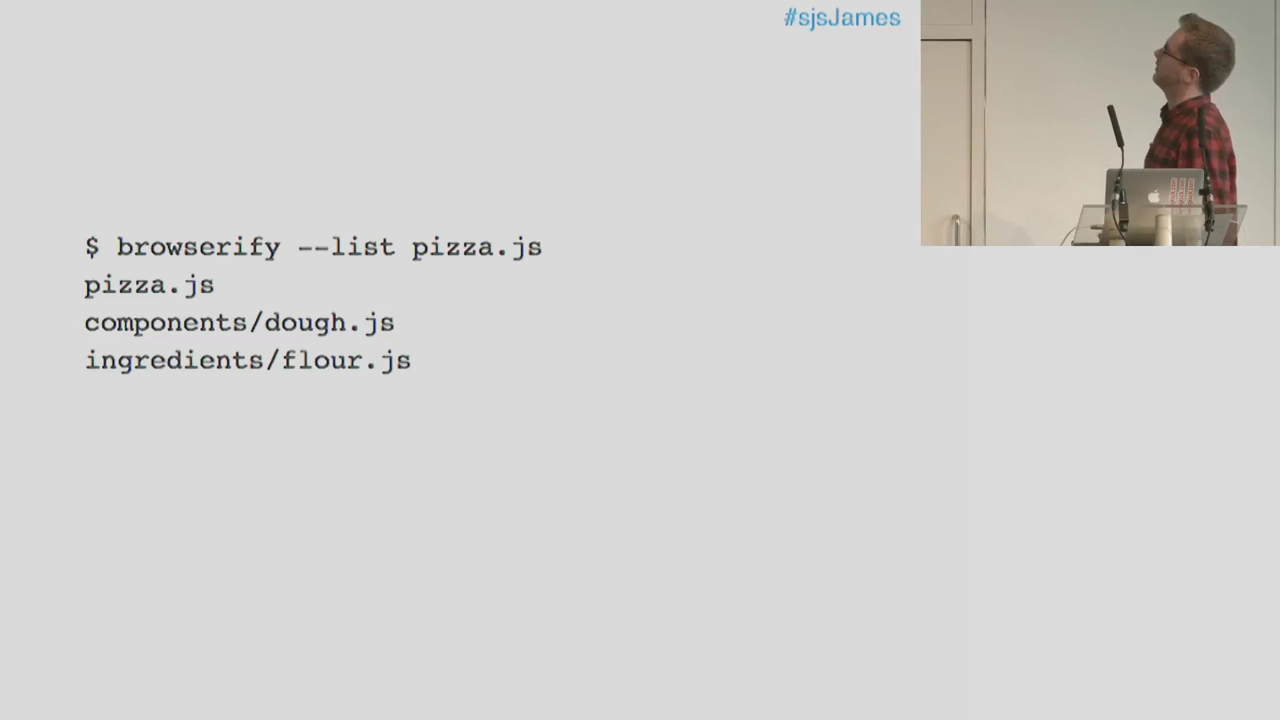 #sjsJames
$ browserify --list pizza.js
pizza.js
components/dough.js
ingredients/flour.js